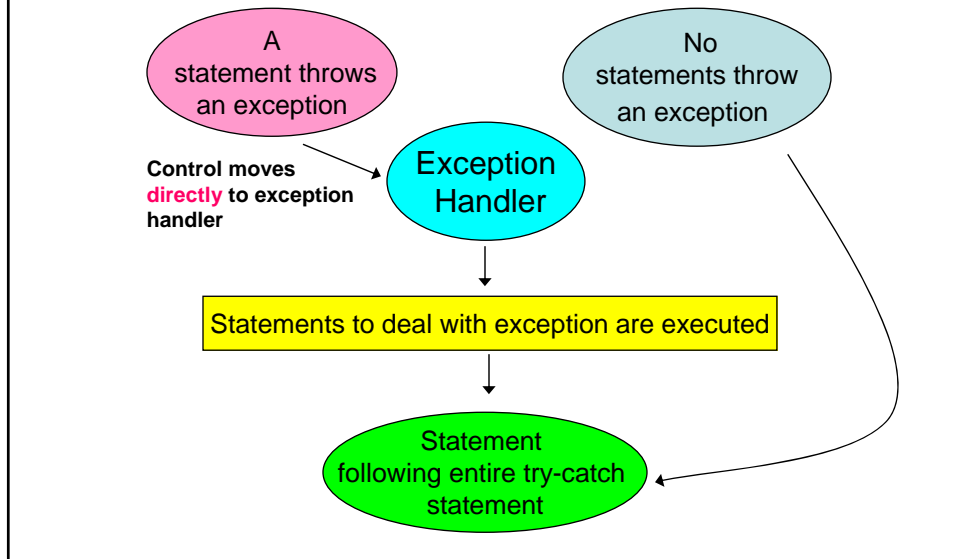 A
statement throws
an exception
No
statements throw
an exception
Control moves
directly to exception
handler
Exception
Handler
Statements to deal with exception are executed
Statement
following entire try-catch
statement